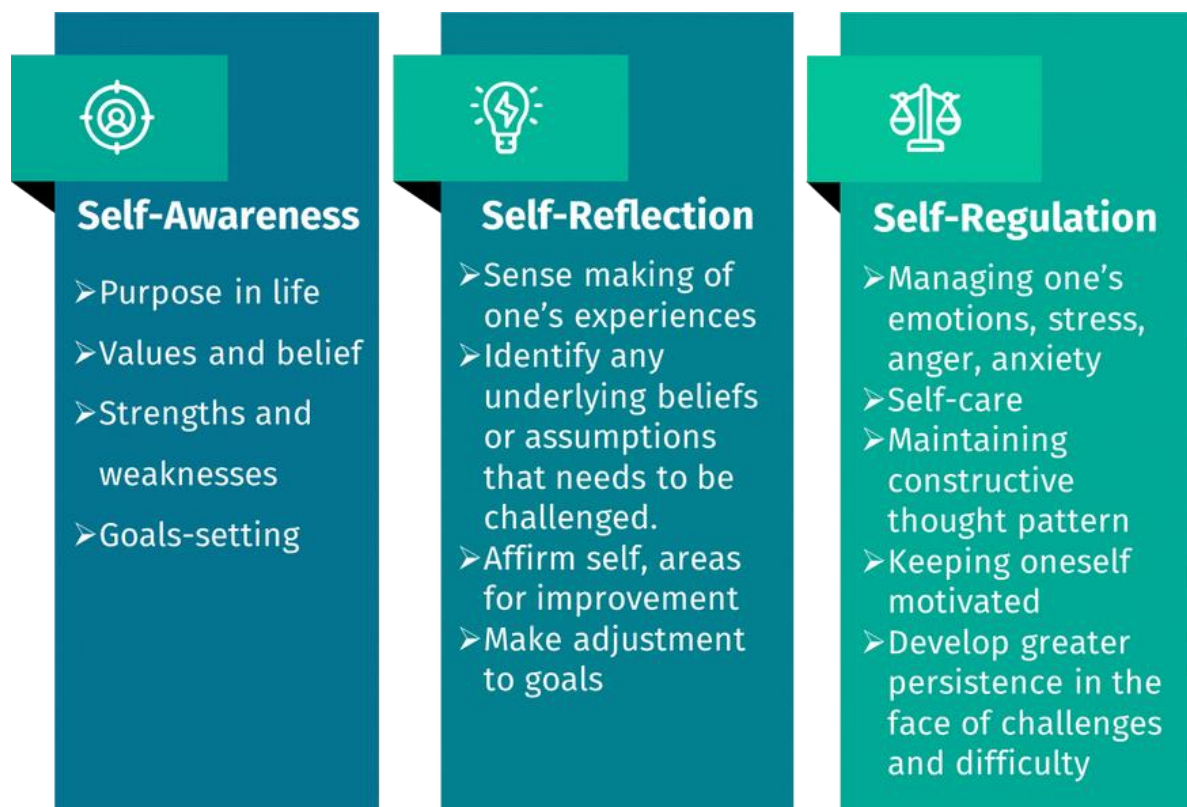 Self-Awareness
➢Purpose in life
➢Values and belief
➢Strengths and
weaknesses
➢Goals-setting
Self-Reflection
➢Sense making of
one’s experiences
➢Identify any
underlying beliefs
or assumptions
that needs to be
challenged.
➢Affirm self, areas
for improvement
➢Make adjustment
to goals
Self-Regulation
➢Managing one’s
emotions, stress,
anger, anxiety
➢Self-care
➢Maintaining
constructive
thought pattern
➢Keeping oneself
motivated
➢Develop greater
persistence in the
face of challenges
and difficulty